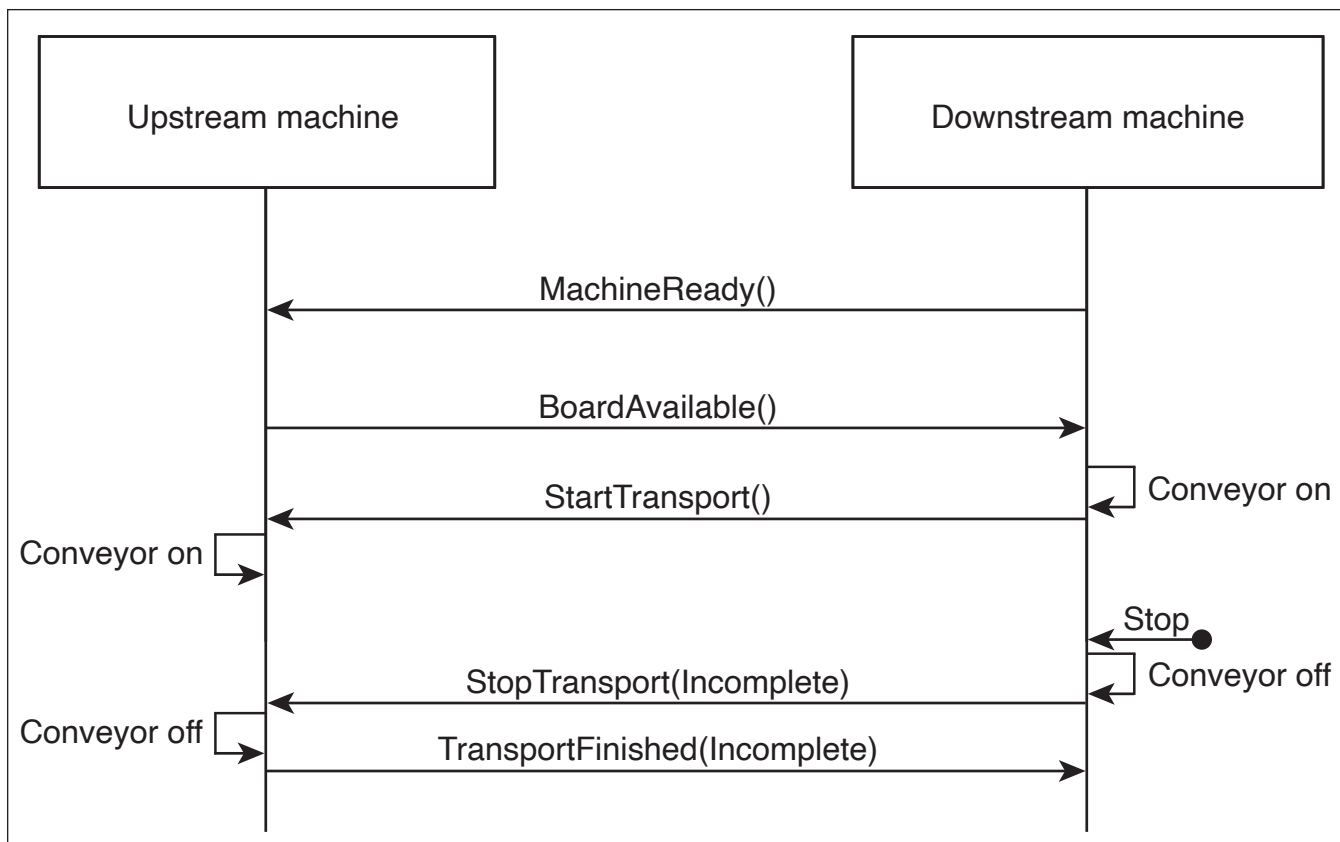 Upstream machine
Downstream machine
MachineReady()
BoardAvailable()
Conveyor on
StartTransport()
Conveyor on
Stop
Conveyor off
StopTransport(Incomplete)
Conveyor off
TransportFinished(Incomplete)